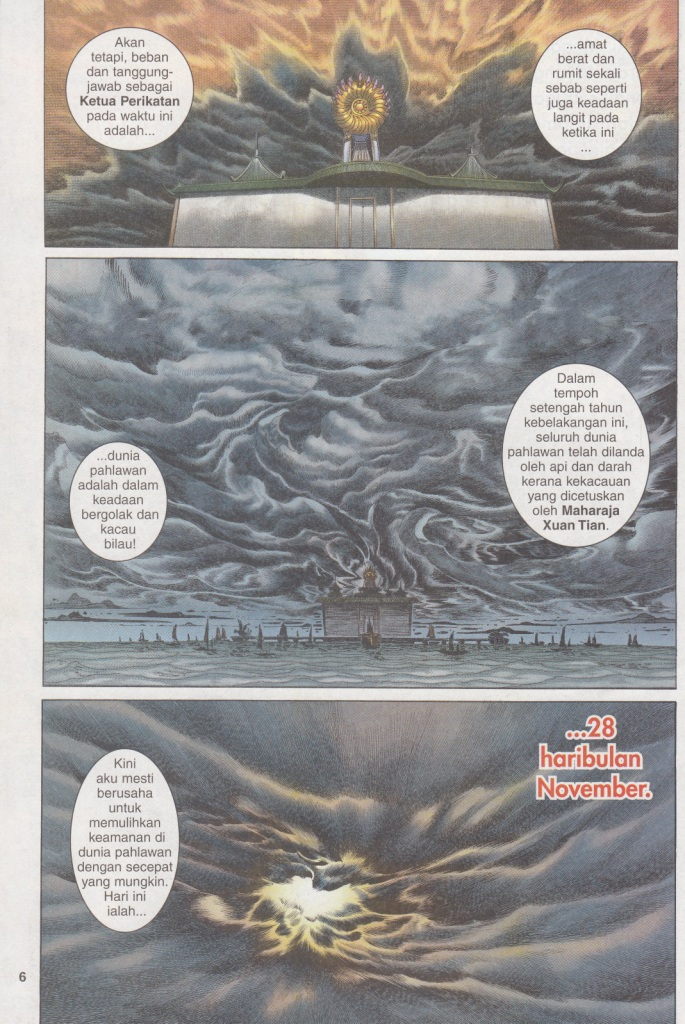 Akan
tetapi, beban
dan tanggung-
jawab sebagai
Ketua Perikatan
pada waktu ini
adalah...
...amat
berat dan
rumit sekali
sebab seperti
juga keadaan
langit pada
ketika ini
...
...dunia
pahlawan
adalah dalam
keadaan
bergolak dan
kacau
bilau!
Dalam
tempoh
setengah tahun
kebelakangan ini,
seluruh dunia
pahlawan telah dilanda
oleh api dan darah
kerana kekacauan
yang dicetuskan
oleh Maharaja
Xuan Tian.
Kini
aku mesti
berusaha
untuk
memulihkan
keamanan di
dunia pahlawan
dengan secepat
yang mungkin.
Hari ini
ialah...
...28
haribulan
November.
6